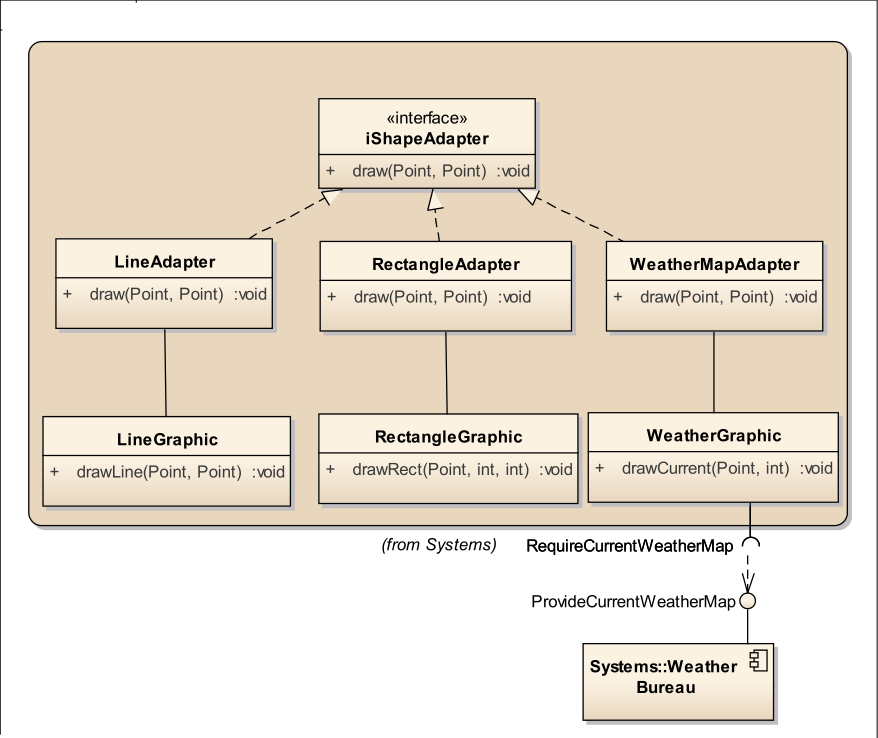 «interface»
iShapeAdapter
+ draw(Point, Point) :void
LineAdapter
+ draw(Point, Point) :void
RectangleAdapter
+ draw(Point, Point) :void
WeatherMapAdapter
+ draw(Point, Point) :void
LineGraphic
+ drawLine(Point, Point) :void
RectangleGraphic
+ drawRect(Point, int, int) :void
WeatherGraphic
+ drawCurrent(Point, int) :void
(from Systems)
RequireCurrentWeatherMap
ProvideCurrentWeatherMap
Systems::Weather
Bureau